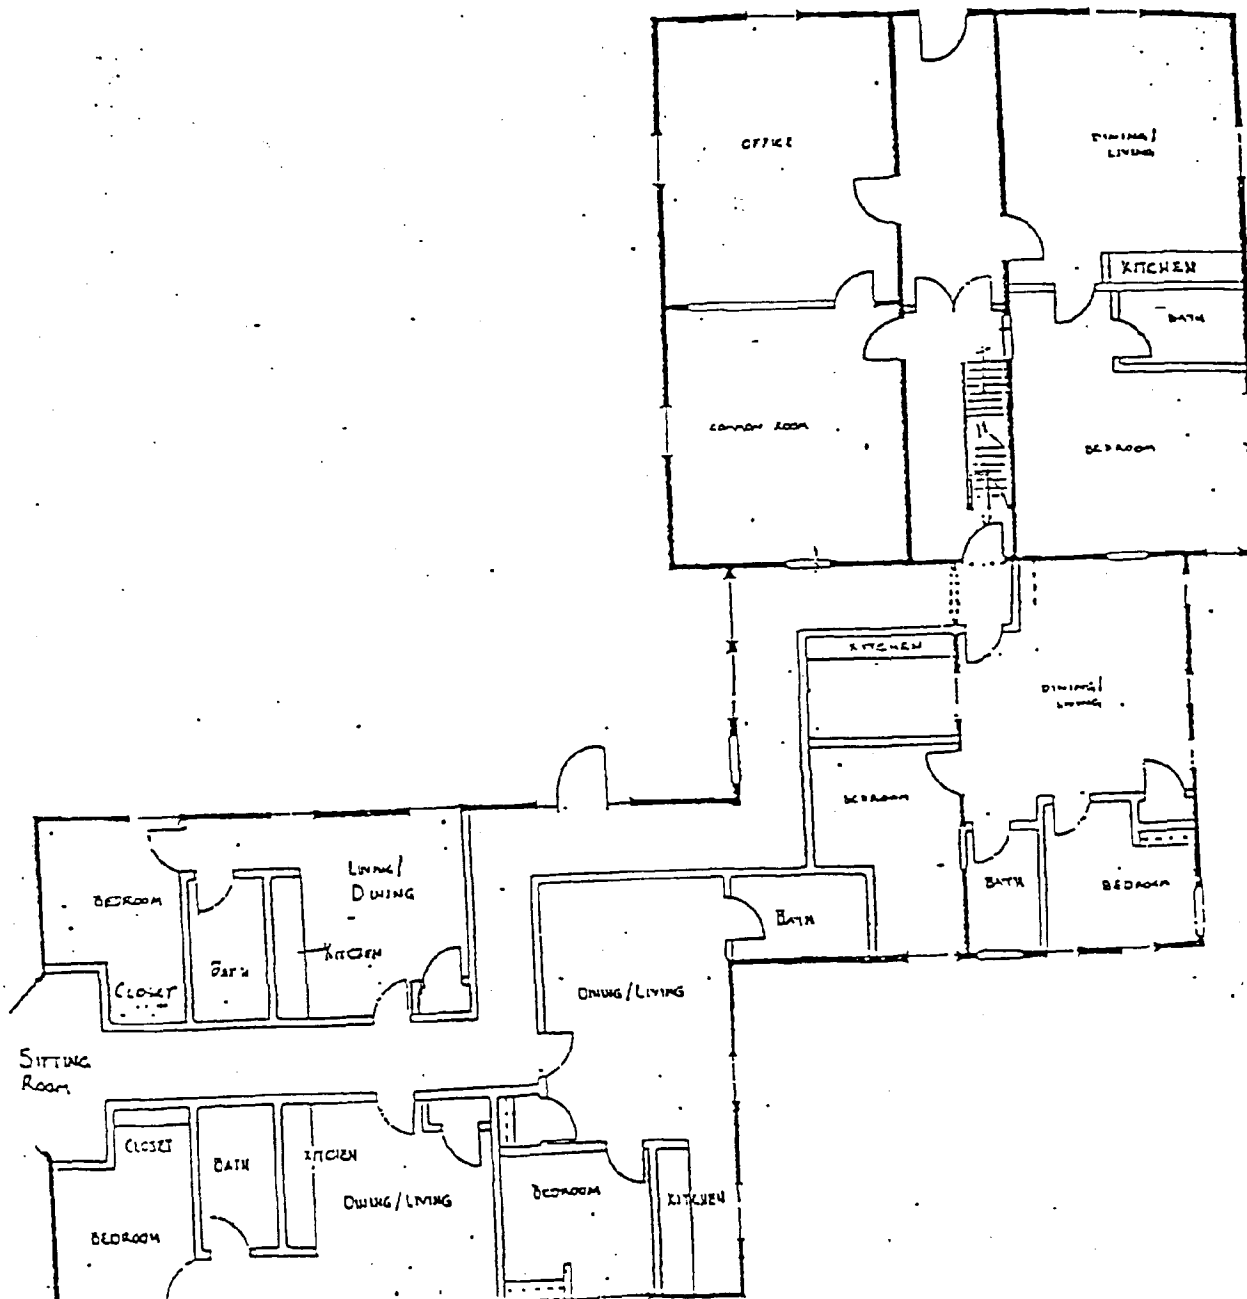 OFFICE
DINING/
LIVING
KITCHEN
BATH
COMMON ROOM
BEDROOM
KITCHEN
DINING/
LIVING
BEDROOM
BATH
BEDROOM
LIVING/
DINING
BEDROOM
KITCHEN
BATH
CLOSET
BATH
DINING/LIVING
SITTING
ROOM
CLOSET
BATH
KITCHEN
DINING/LIVING
BEDROOM
KITCHEN
BEDROOM